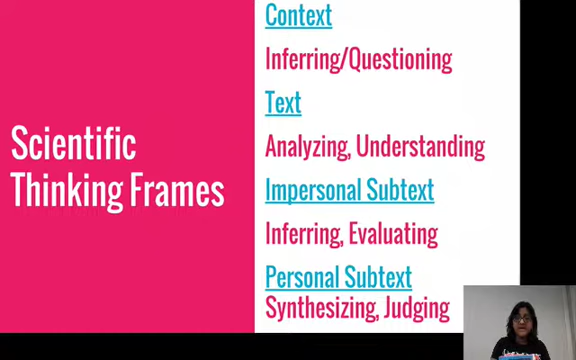 Scientific
Thinking Frames
Context
Inferring/Questioning
Text
Analyzing, Understanding
Impersonal Subtext
Inferring, Evaluating
Personal Subtext
Synthesizing, Judging